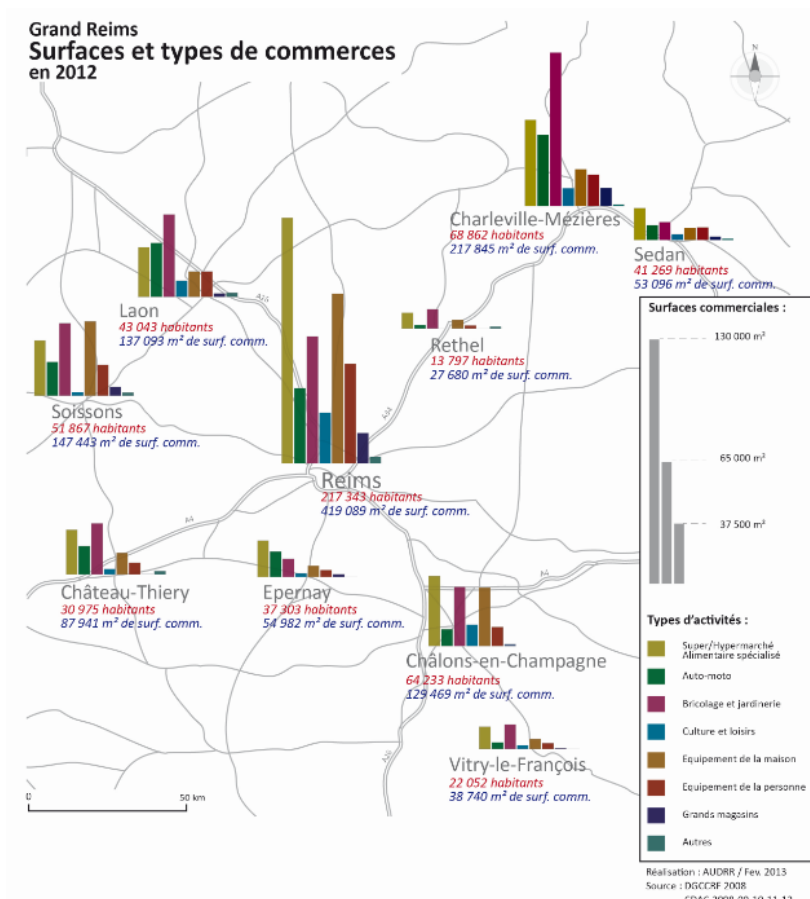 Grand Reims
Surfaces et types de commerces
en 2012
N
Charleville-Mézières
68 862 habitants
217 845 m² de surf. comm.
Sedan
41 269 habitants
53 096 m² de surf. comm.
Laon
43 043 habitants
137 093 m² de surf. comm.
A26
Rethel
13 797 habitants
27 680 m² de surf. comm.
Soissons
51 867 habitants
147 443 m² de surf. comm.
A34
Reims
217 343 habitants
419 089 m² de surf. comm.
A4
Château-Thiery
30 975 habitants
87 941 m² de surf. comm.
Epernay
37 303 habitants
54 982 m² de surf. comm.
A4
Châlons-en-Champagne
64 233 habitants
129 469 m² de surf. comm.
A26
Vitry-le-François
22 052 habitants
38 740 m² de surf. comm.
0 50 km
Surfaces commerciales :
130 000 m²
65 000 m²
37 500 m²
Types d'activités :
Super/Hypermarché
Alimentaire spécialisé
Auto-moto
Bricolage et jardinerie
Culture et loisirs
Equipement de la maison
Equipement de la personne
Grands magasins
Autres
Réalisation : AUDRR / Fev. 2013
Source : DGCCRF 2008